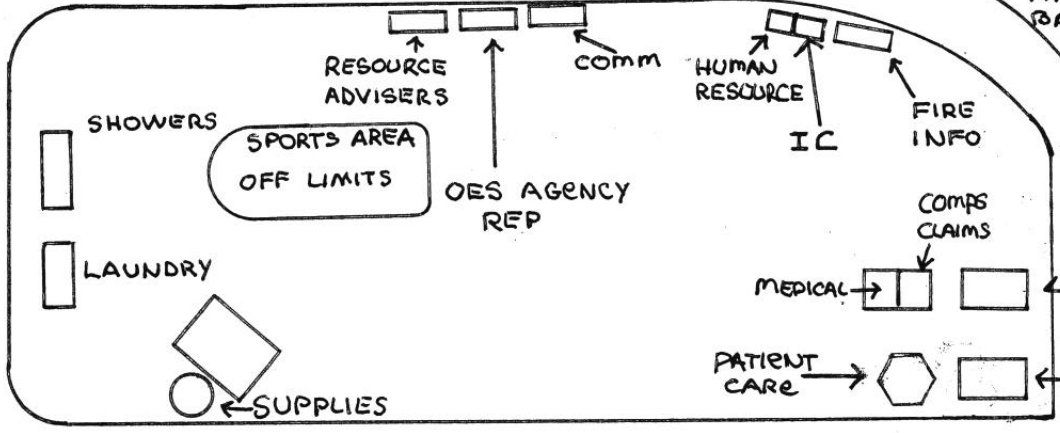 RESOURCE
ADVISERS
COMM
HUMAN
RESOURCE
IC
FIRE
INFO
SHOWERS
SPORTS AREA
OFF LIMITS
OES AGENCY
REP
COMPS
CLAIMS
LAUNDRY
MEDICAL
PATIENT
CARE
SUPPLIES